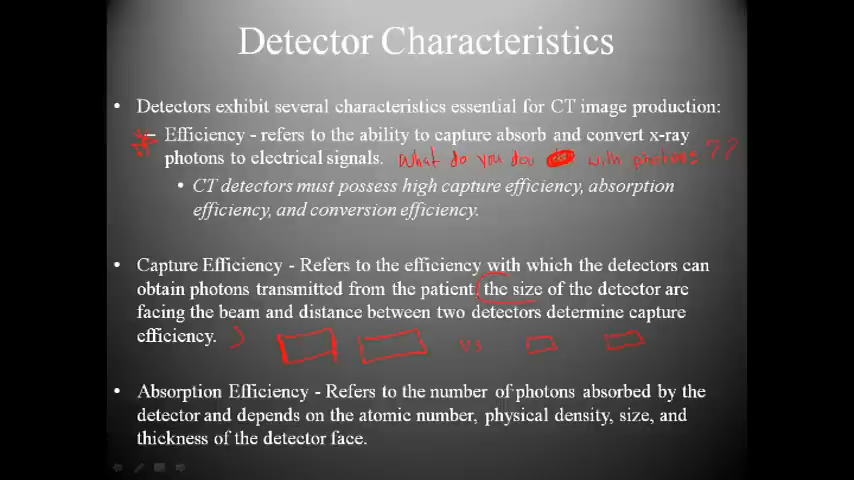 Detector Characteristics
• Detectors exhibit several characteristics essential for CT image production:
– Efficiency - refers to the ability to capture absorb and convert x-ray
photons to electrical signals. What do you dou with photons ??
• CT detectors must possess high capture efficiency, absorption
efficiency, and conversion efficiency.
• Capture Efficiency - Refers to the efficiency with which the detectors can
obtain photons transmitted from the patient the size of the detector are
facing the beam and distance between two detectors determine capture
efficiency.
vs
• Absorption Efficiency - Refers to the number of photons absorbed by the
detector and depends on the atomic number, physical density, size, and
thickness of the detector face.